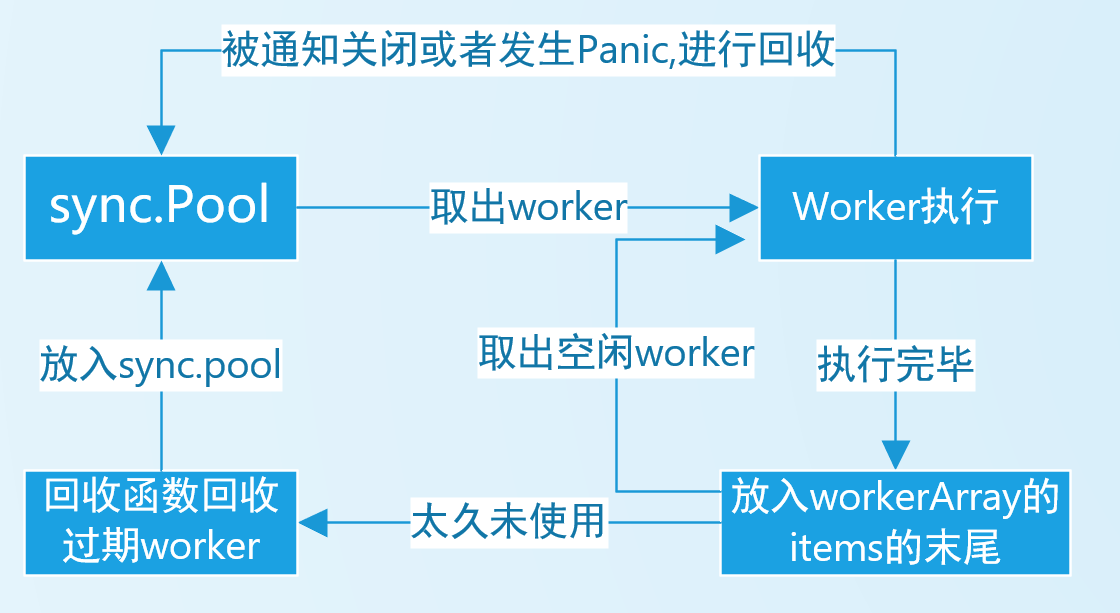 被通知关闭或者发生Panic,进行回收
sync.Pool
取出worker
Worker执行
放入sync.pool
取出空闲worker
执行完毕
回收函数回收
过期worker
太久未使用
放入workerArray的
items的末尾